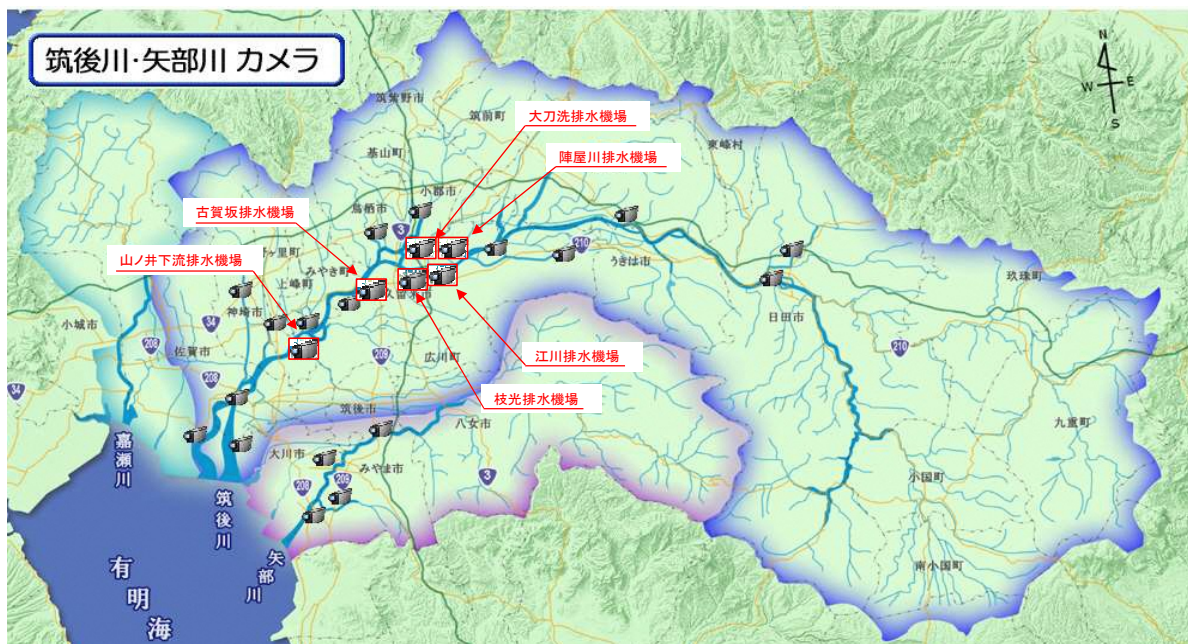 筑後川・矢部川 カメラ
N
W
E
S
筑紫野市
筑前町
大刀洗排水機場
東峰村
基山町
陣屋川排水機場
小郡市
古賀坂排水機場
鳥栖市
3
210
山ノ井下流排水機場
ヶ里町
みやき町
うきは市
玖珠町
上峰町
久留米市
神埼市
日田市
小城市
34
208
佐賀市
209
広川町
江川排水機場
210
34
208
枝光排水機場
筑後市
八女市
九重町
嘉瀬川
大川市
みやま市
208
209
3
小国町
筑後川
矢部川
南小国町
有明海